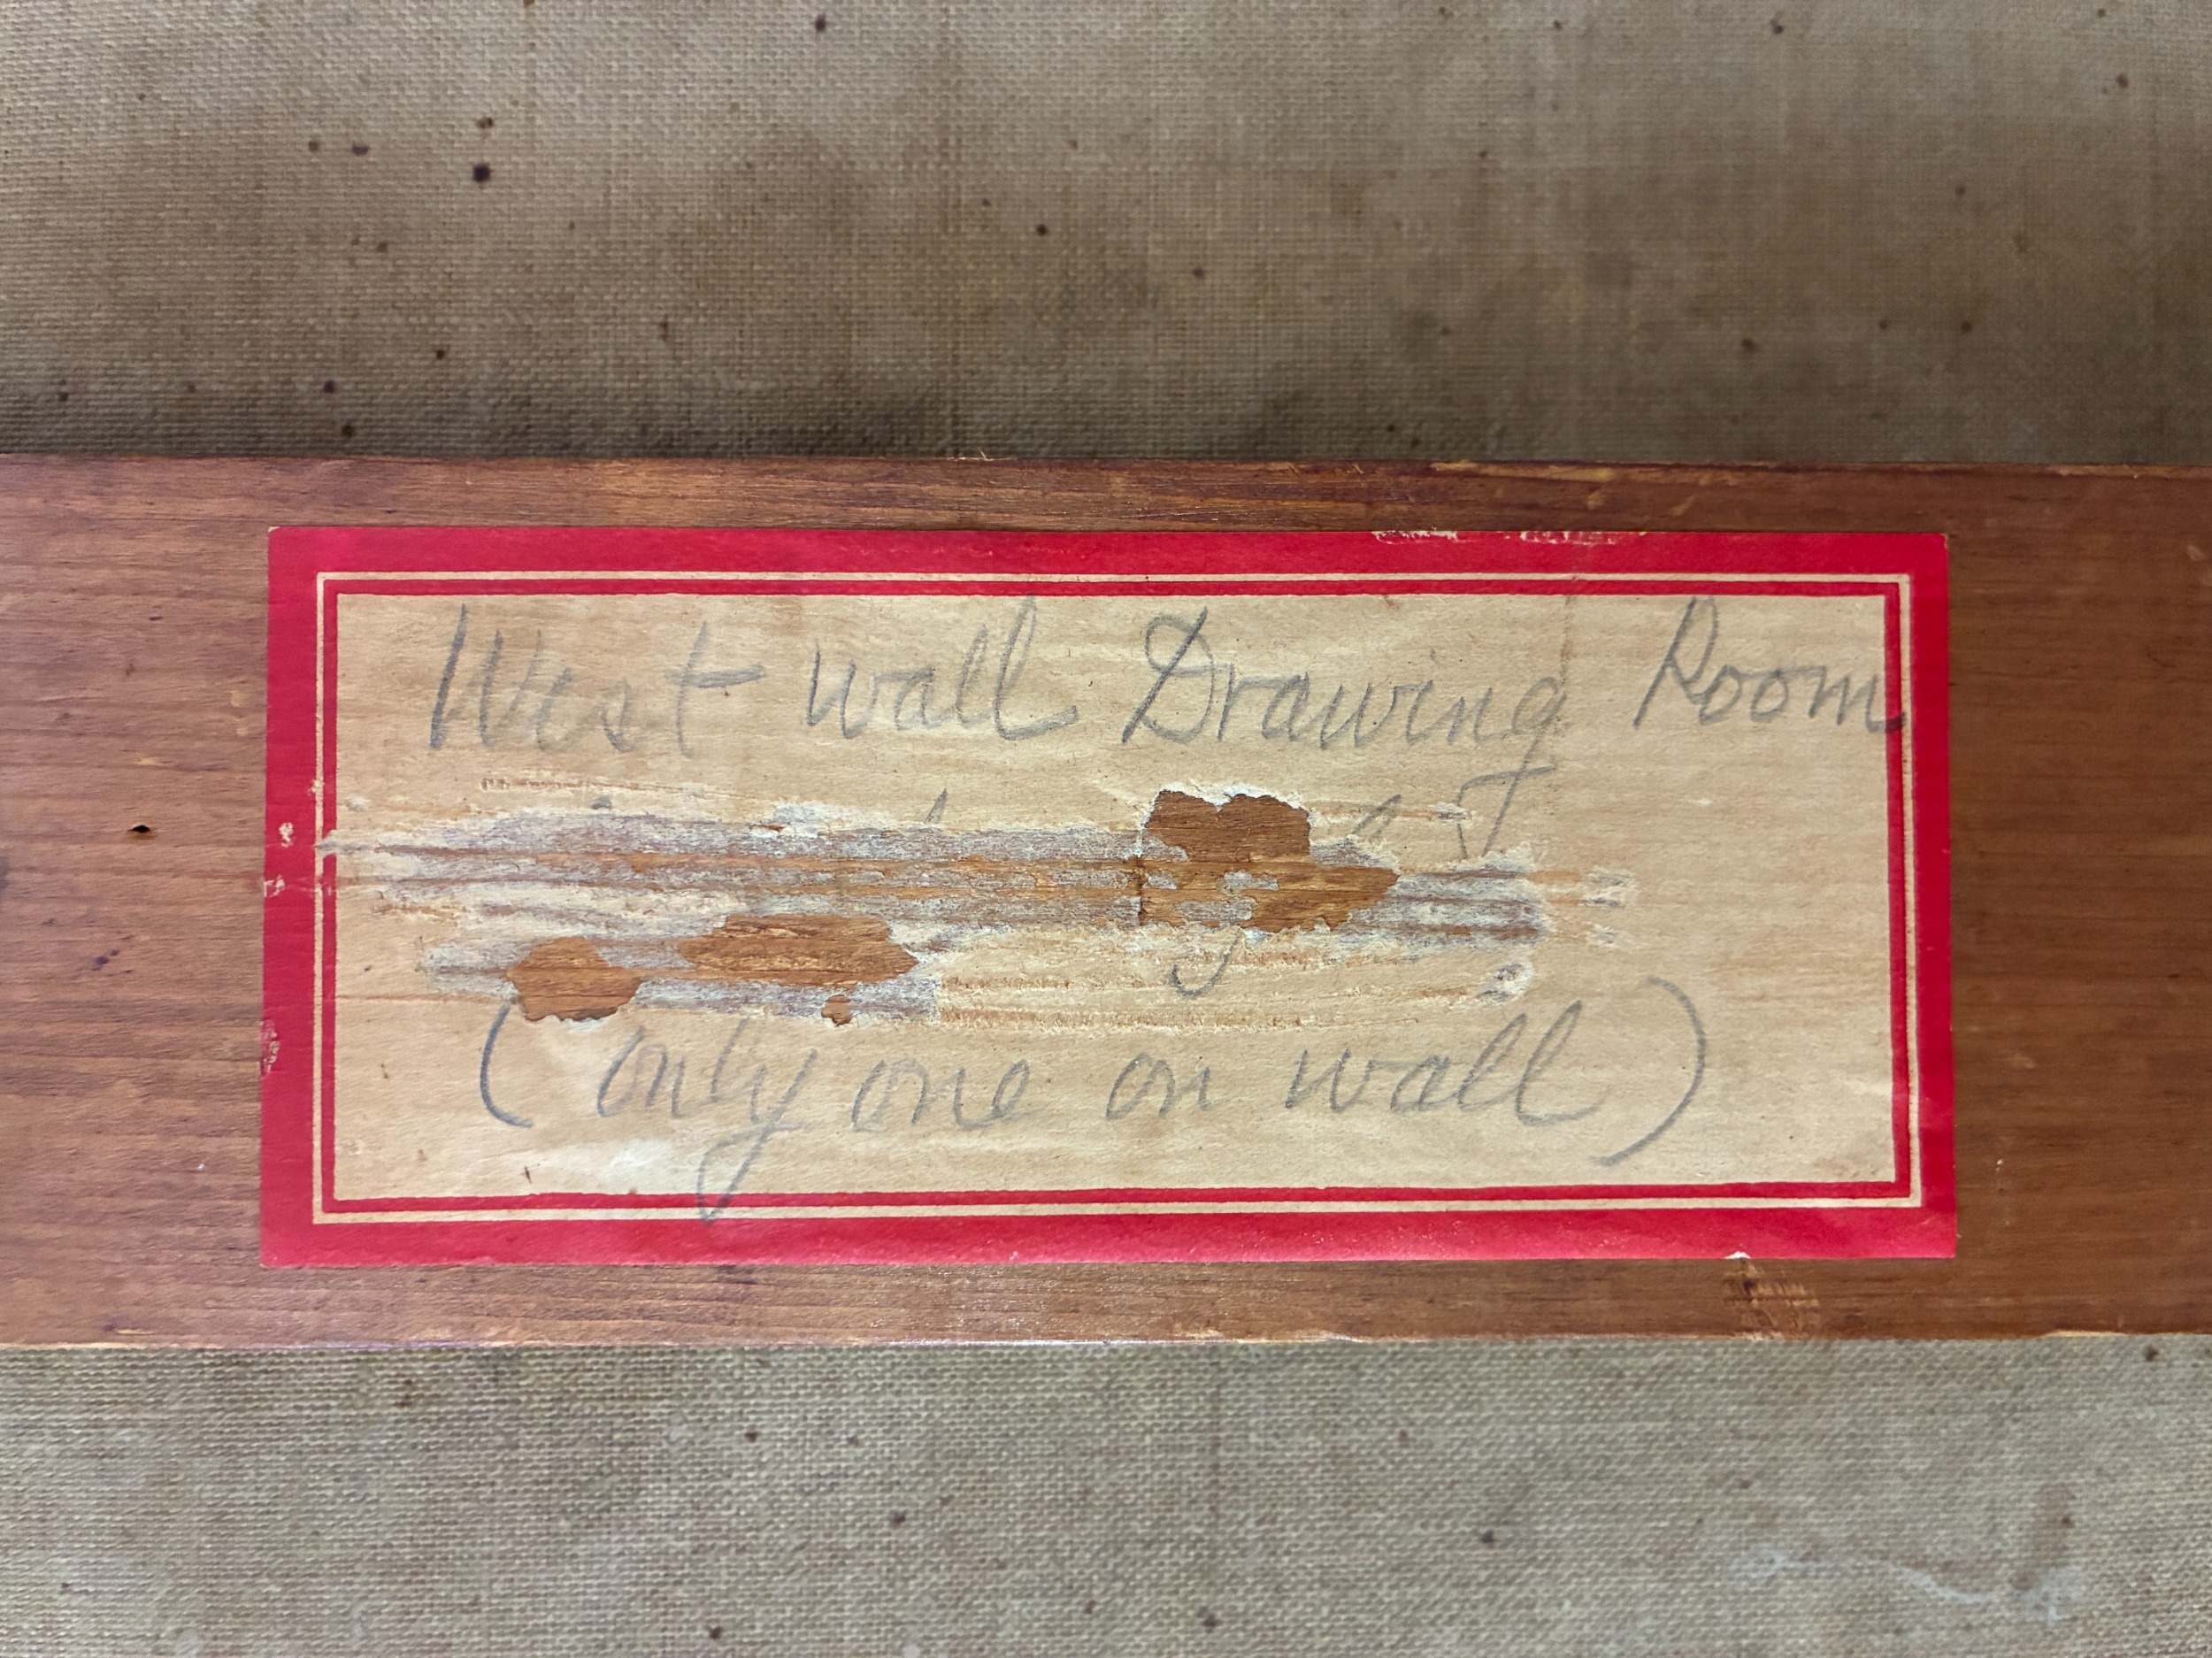 West wall Drawing Room
(only one on wall)